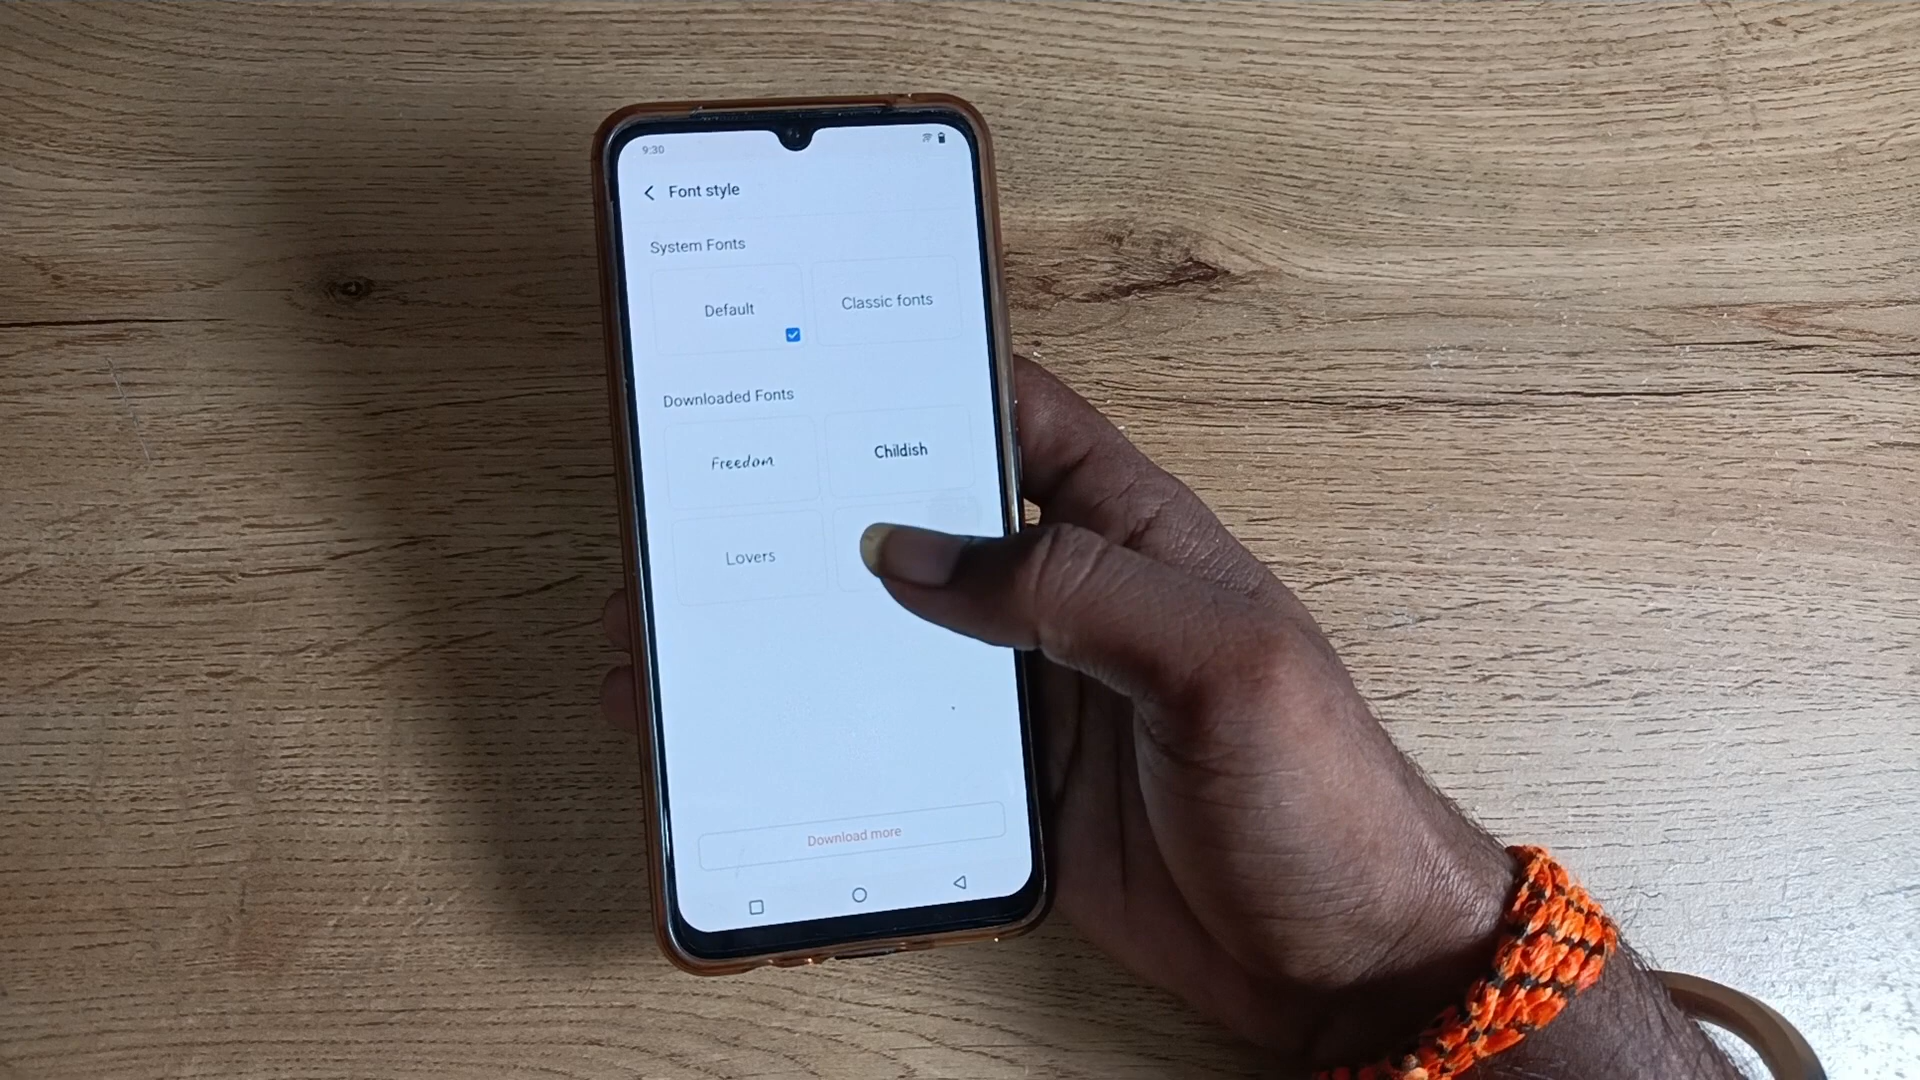 9:30
Font style
System Fonts
Default
Classic fonts
Downloaded Fonts
Freedom
Childish
Lovers
Download more